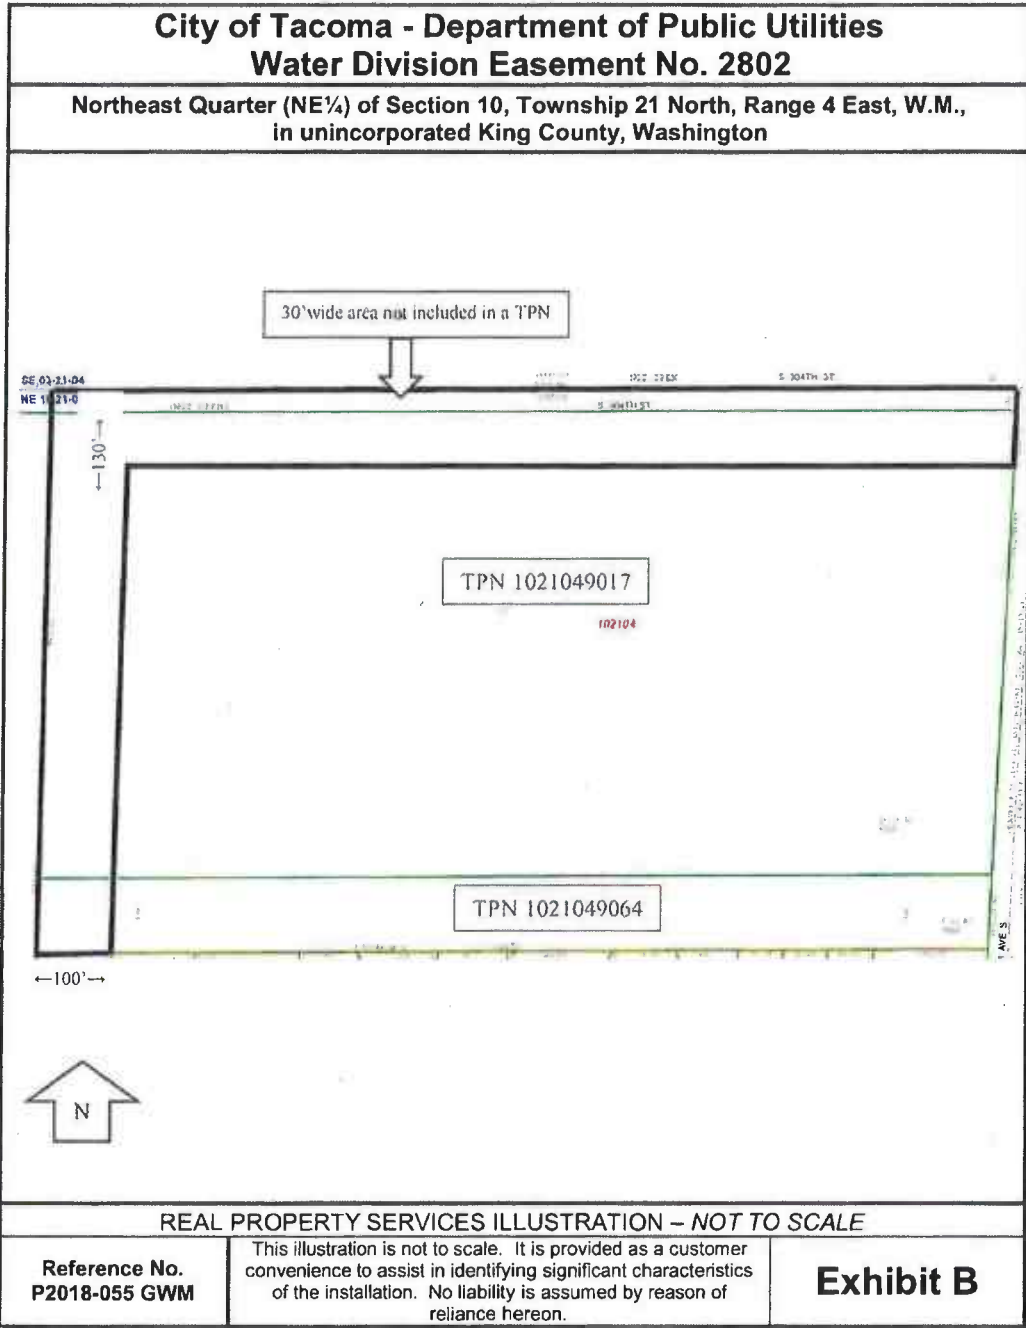 City of Tacoma - Department of Public Utilities
Water Division Easement No. 2802
Northeast Quarter (NE¼) of Section 10, Township 21 North, Range 4 East, W.M.,
in unincorporated King County, Washington
30'wide area not included in a TPN
S 304TH ST
←130'→
TPN 1021049017
102104
TPN 1021049064
AVE S
←100'→
N
REAL PROPERTY SERVICES ILLUSTRATION – NOT TO SCALE
Reference No.
P2018-055 GWM
This illustration is not to scale. It is provided as a customer
convenience to assist in identifying significant characteristics
of the installation. No liability is assumed by reason of
reliance hereon.
Exhibit B